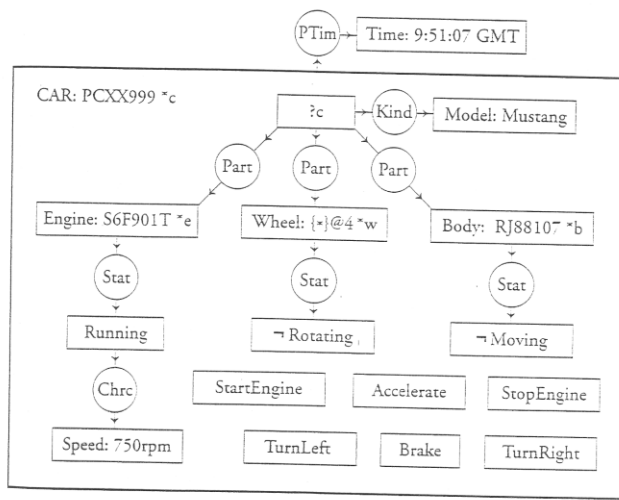 PTim
Time: 9:51:07 GMT
CAR: PCXX999 *c
?c
Kind
Model: Mustang
Part
Part
Part
Engine: S6F901T *e
Wheel: {*}@4 *w
Body: RJ88107 *b
Stat
Stat
Stat
Running
¬ Rotating
¬ Moving
Chrc
StartEngine
Accelerate
StopEngine
Speed: 750rpm
TurnLeft
Brake
TurnRight